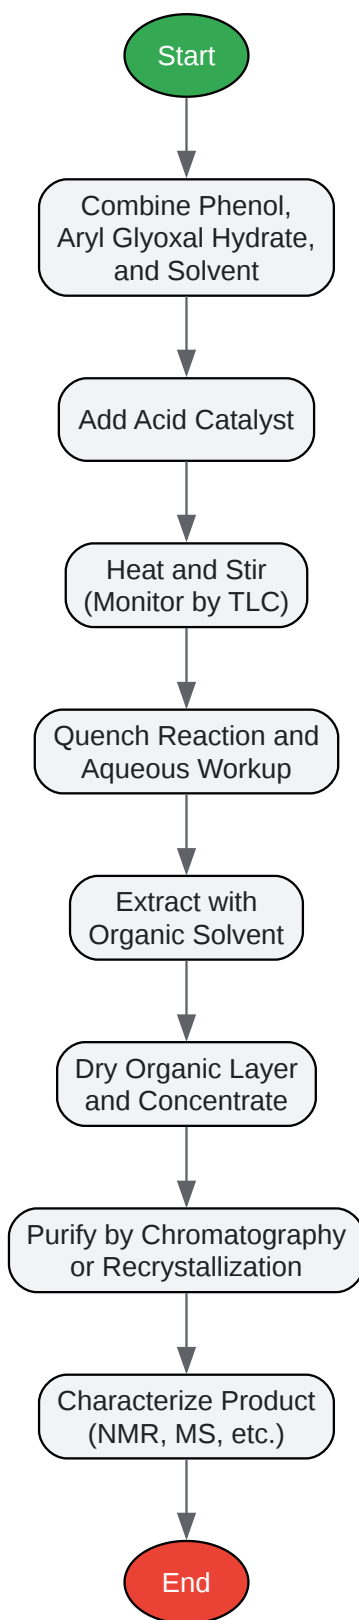 Start
Combine Phenol,
Aryl Glyoxal Hydrate,
and Solvent
Add Acid Catalyst
Heat and Stir
(Monitor by TLC)
Quench Reaction and
Aqueous Workup
Extract with
Organic Solvent
Dry Organic Layer
and Concentrate
Purify by Chromatography
or Recrystallization
Characterize Product
(NMR, MS, etc.)
End